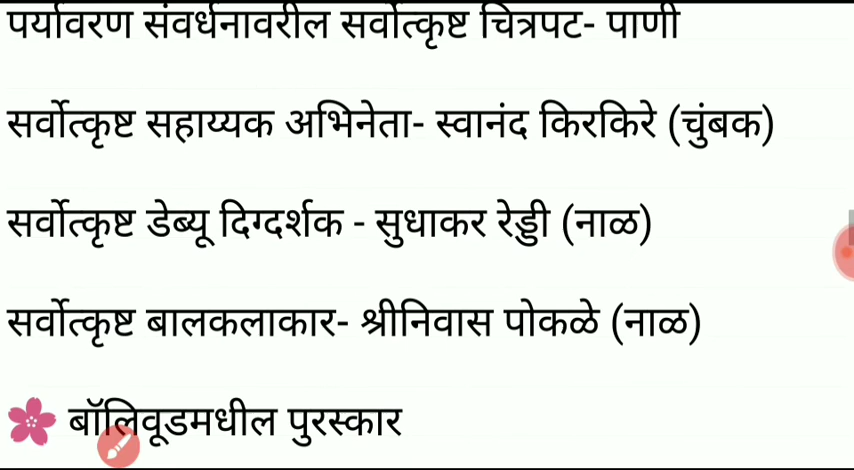 पर्यावरण संवर्धनावरील सर्वोत्कृष्ट चित्रपट- पाणी
सर्वोत्कृष्ट सहाय्यक अभिनेता- स्वानंद किरकिरे (चुंबक)
सर्वोत्कृष्ट डेब्यू दिग्दर्शक - सुधाकर रेड्डी (नाळ)
सर्वोत्कृष्ट बालकलाकार- श्रीनिवास पोकळे (नाळ)
🌸 बॉलिवूडमधील पुरस्कार